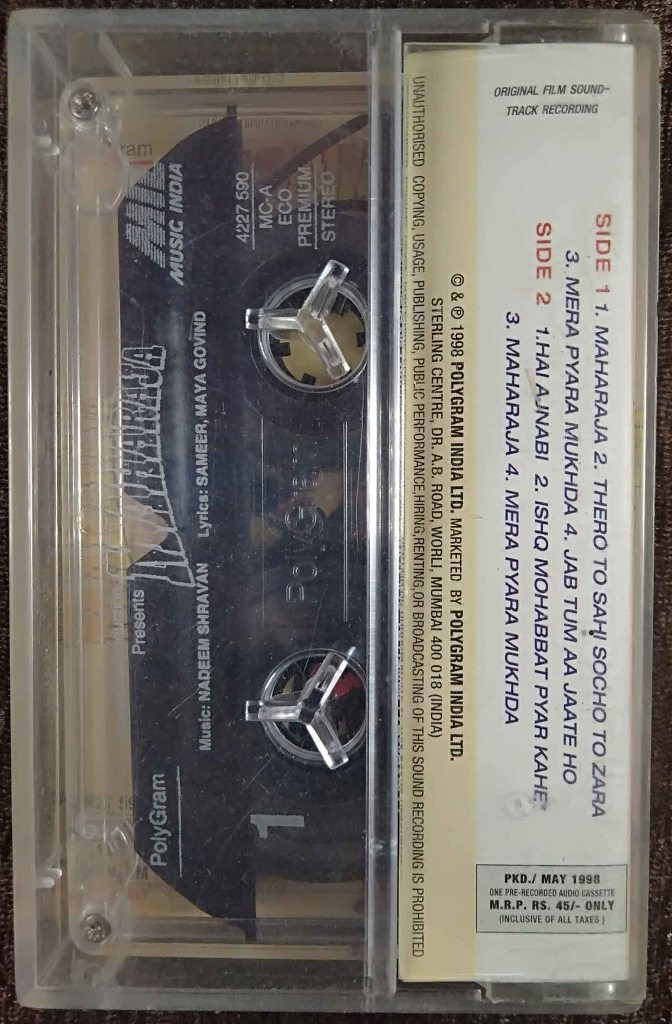 ORIGINAL FILM SOUND-
TRACK RECORDING
SIDE 1 1. MAHARAJA 2. THERO TO SAHI SOCHO TO ZARA
3. MERA PYARA MUKHDA 4. JAB TUM AA JAATE HO
SIDE 2 1.HAI AJNABI 2. ISHQ MOHABBAT PYAR KAHE
3. MAHARAJA 4. MERA PYARA MUKHDA
© & ℗ 1998 POLYGRAM INDIA LTD. MARKETED BY POLYGRAM INDIA LTD.
STERLING CENTRE, DR. A.B. ROAD, WORLI, MUMBAI 400 018 (INDIA)
UNAUTHORISED COPYING, USAGE, PUBLISHING, PUBLIC PERFORMANCE,HIRING,RENTING,OR BROADCASTING OF THIS SOUND RECORDING IS PROHIBITED
PKD./ MAY 1998
ONE PRE-RECORDED AUDIO CASSETTE
M.R.P. RS. 45/- ONLY
(INCLUSIVE OF ALL TAXES)
PolyGram
Presents
MAHARAJA
MIL
MUSIC INDIA
Music: NADEEM SHRAVAN Lyrics: SAMEER, MAYA GOVIND
4227 590
MC-A
ECO
PREMIUM
STEREO
1